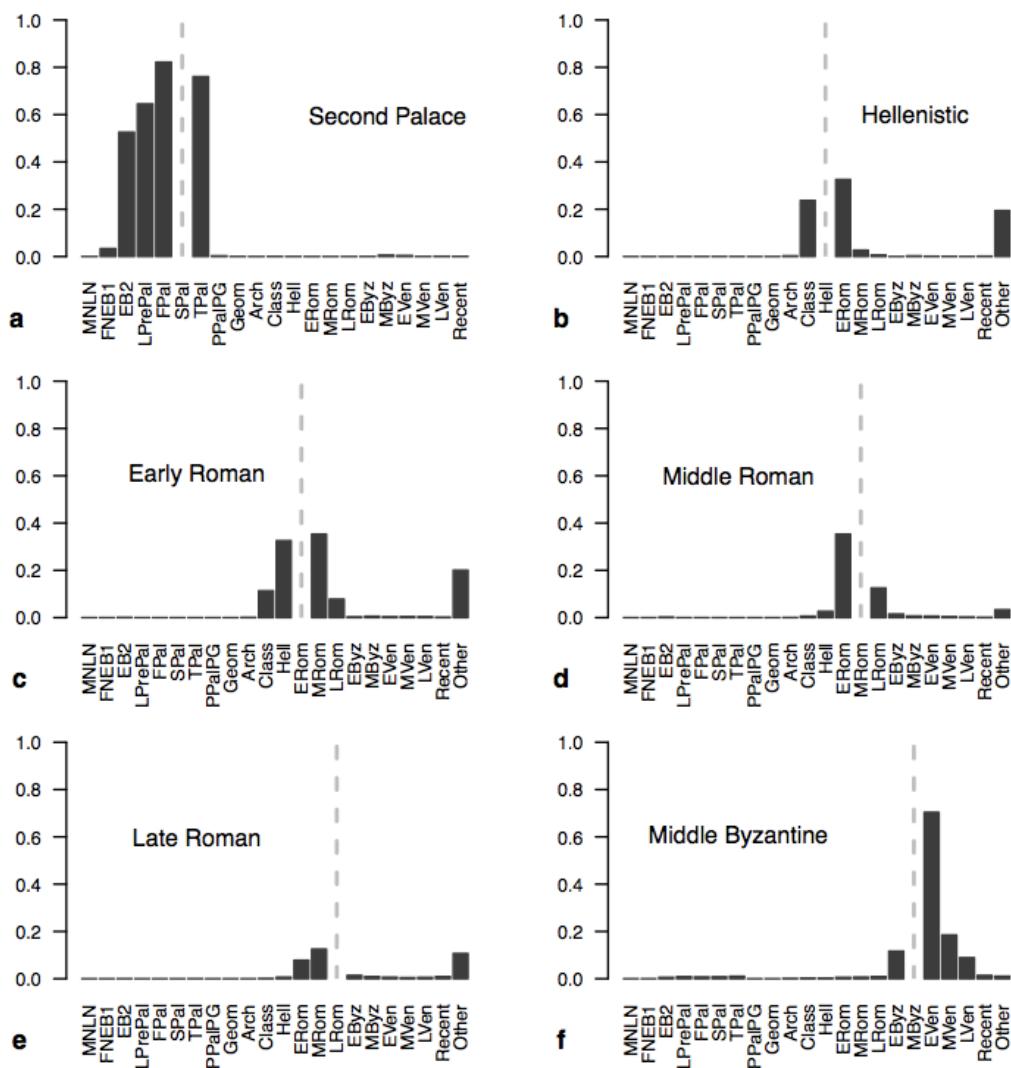 1.0
0.8
0.6
0.4
0.2
0.0
Second Palace
MNLN
FNEB1
EB2
LPrePal
FPal
SPal
TPal
PPalPG
Geom
Arch
Class
Hell
ERom
MRom
LRom
EByz
MByz
EVen
MVen
LVen
Recent
a
1.0
0.8
0.6
0.4
0.2
0.0
Hellenistic
MNLN
FNEB1
EB2
LPrePal
FPal
SPal
TPal
PPalPG
Geom
Arch
Class
Hell
ERom
MRom
LRom
EByz
MByz
EVen
MVen
LVen
Recent
Other
b
1.0
0.8
0.6
0.4
0.2
0.0
Early Roman
MNLN
FNEB1
EB2
LPrePal
FPal
SPal
TPal
PPalPG
Geom
Arch
Class
Hell
ERom
MRom
LRom
EByz
MByz
EVen
MVen
LVen
Recent
Other
c
1.0
0.8
0.6
0.4
0.2
0.0
Middle Roman
MNLN
FNEB1
EB2
LPrePal
FPal
SPal
TPal
PPalPG
Geom
Arch
Class
Hell
ERom
MRom
LRom
EByz
MByz
EVen
MVen
LVen
Recent
Other
d
1.0
0.8
0.6
0.4
0.2
0.0
Late Roman
MNLN
FNEB1
EB2
LPrePal
FPal
SPal
TPal
PPalPG
Geom
Arch
Class
Hell
ERom
MRom
LRom
EByz
MByz
EVen
MVen
LVen
Recent
Other
e
1.0
0.8
0.6
0.4
0.2
0.0
Middle Byzantine
MNLN
FNEB1
EB2
LPrePal
FPal
SPal
TPal
PPalPG
Geom
Arch
Class
Hell
ERom
MRom
LRom
EByz
MByz
EVen
MVen
LVen
Recent
Other
f